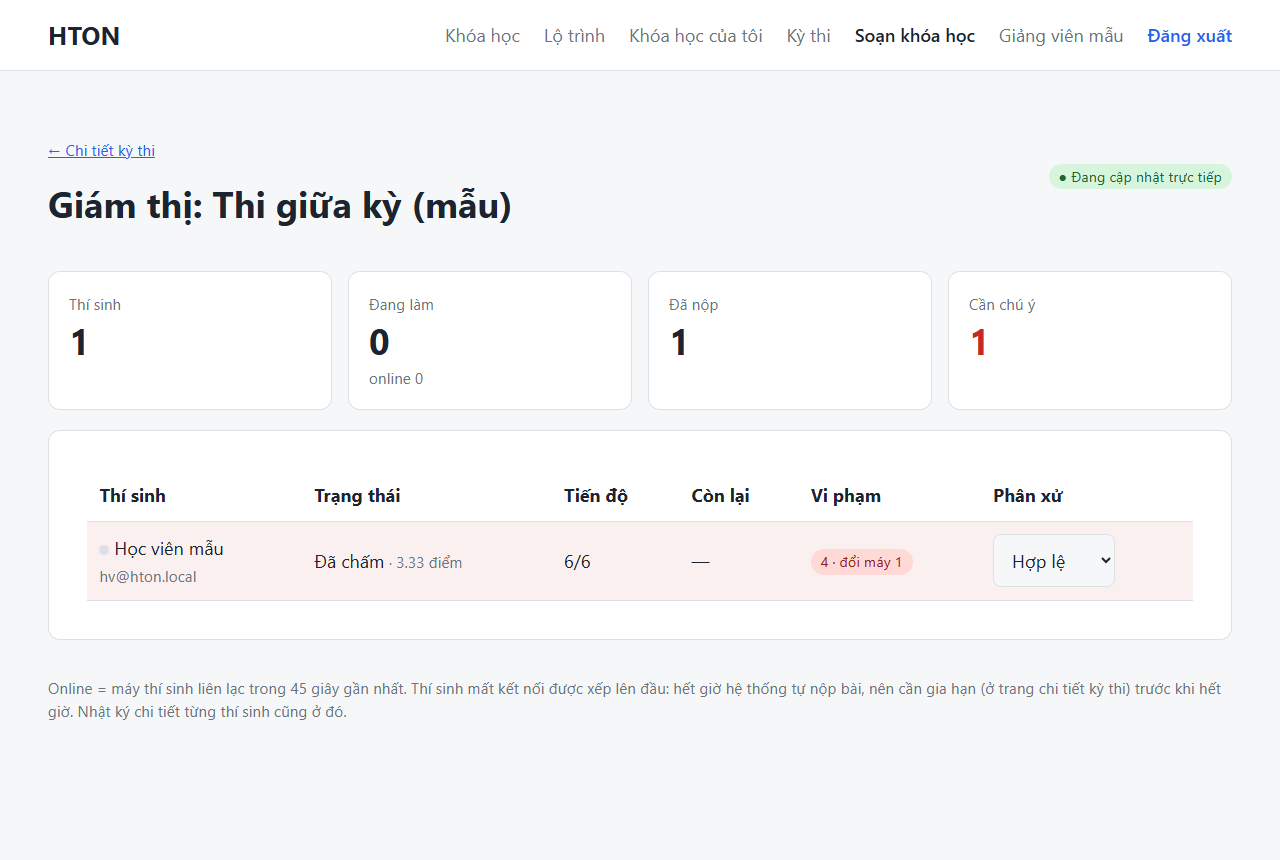 HTON
Khóa học
Lộ trình
Khóa học của tôi
Kỳ thi
Soạn khóa học
Giảng viên mẫu
Đăng xuất
← Chi tiết kỳ thi
● Đang cập nhật trực tiếp
Giám thị: Thi giữa kỳ (mẫu)
Thí sinh
1
Đang làm
0
online 0
Đã nộp
1
Cần chú ý
1
Thí sinh
Trạng thái
Tiến độ
Còn lại
Vi phạm
Phân xử
Học viên mẫu
hv@hton.local
Đã chấm · 3.33 điểm
6/6
—
4 · đổi máy 1
Hợp lệ
Online = máy thí sinh liên lạc trong 45 giây gần nhất. Thí sinh mất kết nối được xếp lên đầu: hết giờ hệ thống tự nộp bài, nên cần gia hạn (ở trang chi tiết kỳ thi) trước khi hết
giờ. Nhật ký chi tiết từng thí sinh cũng ở đó.